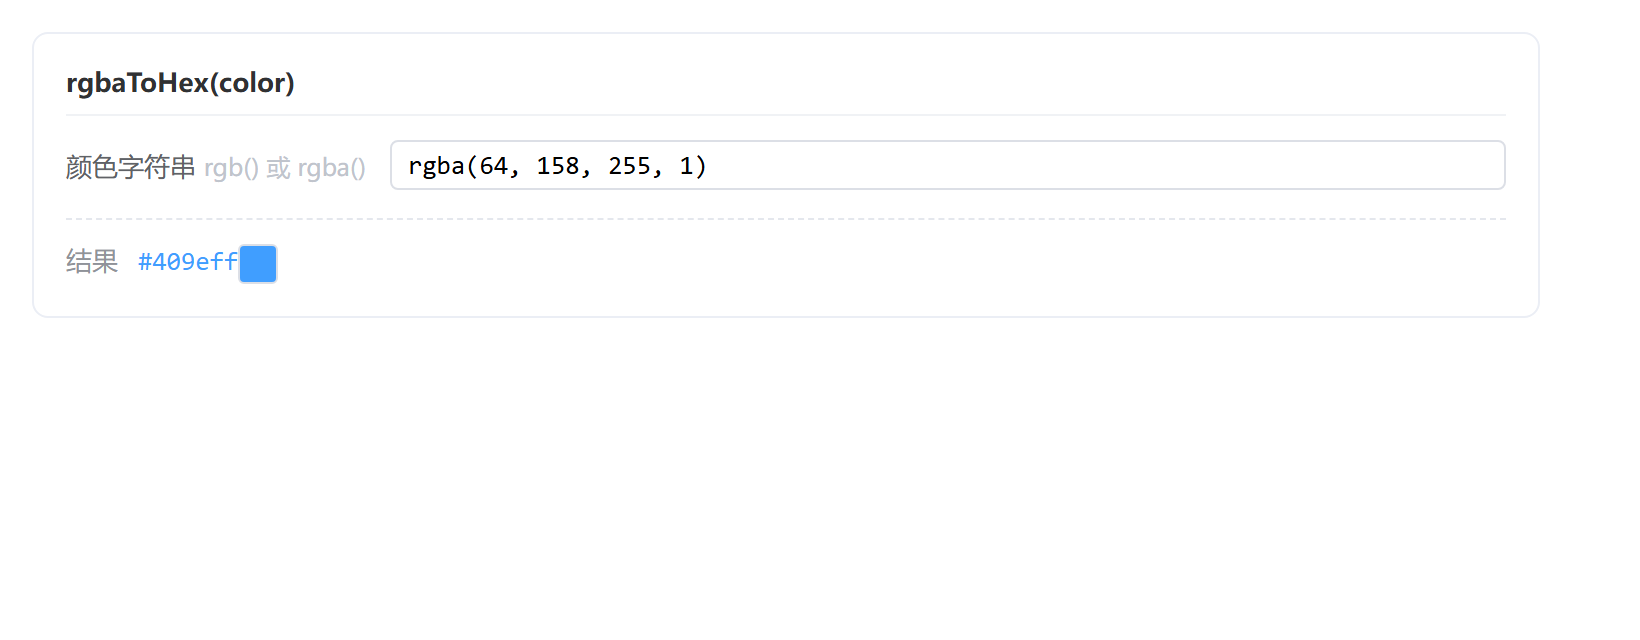 rgbaToHex(color)
颜色字符串 rgb() 或 rgba() rgba(64, 158, 255, 1)
结果 #409eff